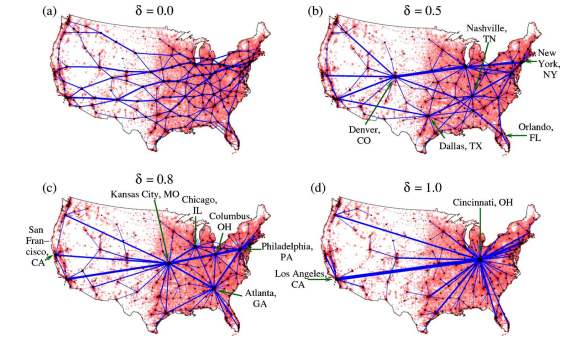 (a) δ = 0.0
(b) δ = 0.5
Nashville,
TN
New
York,
NY
Denver,
CO
Dallas, TX
Orlando,
FL
(c) δ = 0.8
Kansas City, MO
Chicago,
IL
Columbus,
OH
San
Fran–
cisco,
CA
Philadelphia,
PA
Atlanta,
GA
(d) δ = 1.0
Cincinnati, OH
Los Angeles,
CA